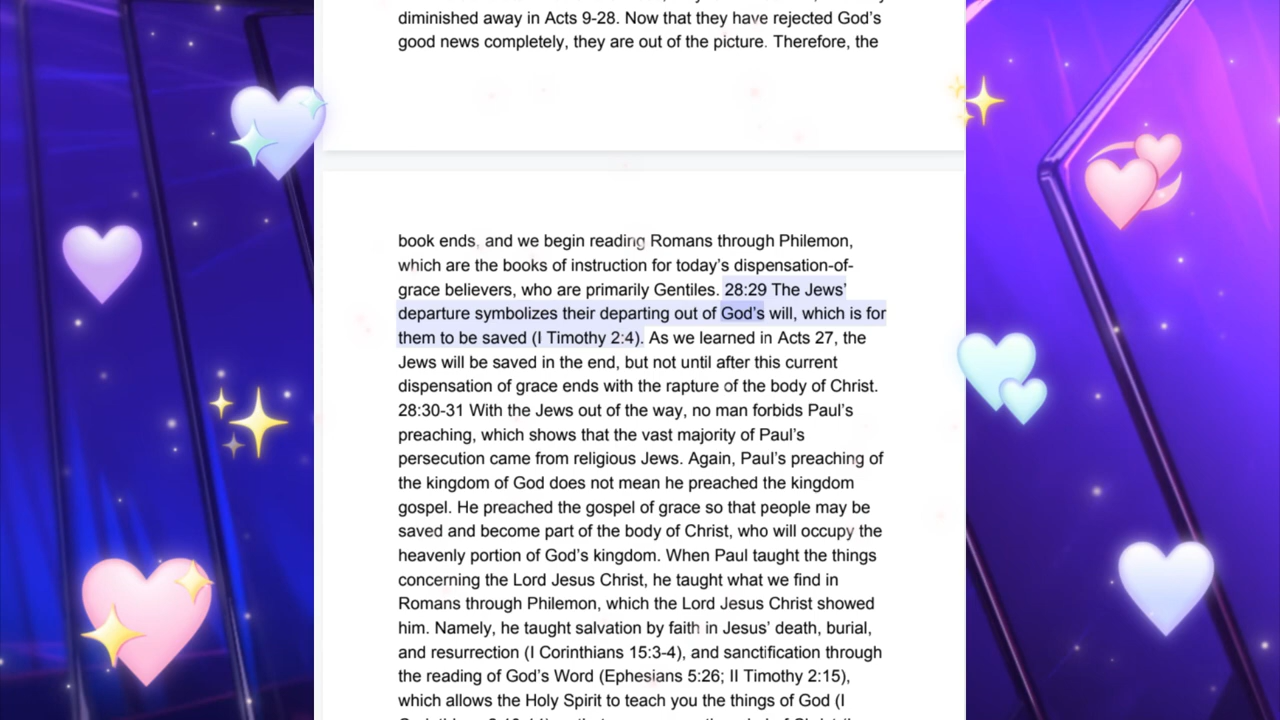 diminished away in Acts 9-28. Now that they have rejected God’s
good news completely, they are out of the picture. Therefore, the
book ends, and we begin reading Romans through Philemon,
which are the books of instruction for today’s dispensation-of-
grace believers, who are primarily Gentiles. 28:29 The Jews’
departure symbolizes their departing out of God’s will, which is for
them to be saved (I Timothy 2:4). As we learned in Acts 27, the
Jews will be saved in the end, but not until after this current
dispensation of grace ends with the rapture of the body of Christ.
28:30-31 With the Jews out of the way, no man forbids Paul’s
preaching, which shows that the vast majority of Paul’s
persecution came from religious Jews. Again, Paul’s preaching of
the kingdom of God does not mean he preached the kingdom
gospel. He preached the gospel of grace so that people may be
saved and become part of the body of Christ, who will occupy the
heavenly portion of God’s kingdom. When Paul taught the things
concerning the Lord Jesus Christ, he taught what we find in
Romans through Philemon, which the Lord Jesus Christ showed
him. Namely, he taught salvation by faith in Jesus’ death, burial,
and resurrection (I Corinthians 15:3-4), and sanctification through
the reading of God’s Word (Ephesians 5:26; II Timothy 2:15),
which allows the Holy Spirit to teach you the things of God (I